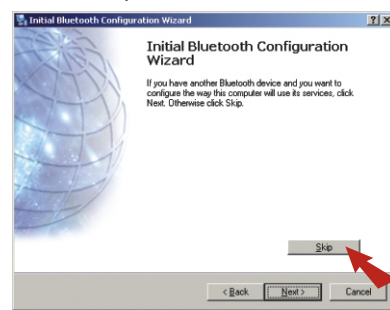 Initial Bluetooth Configuration Wizard
Initial Bluetooth Configuration
Wizard
If you have another Bluetooth device and you want to
configure the way this computer will use its services, click
Next. Otherwise click Skip.
Skip
< Back Next > Cancel